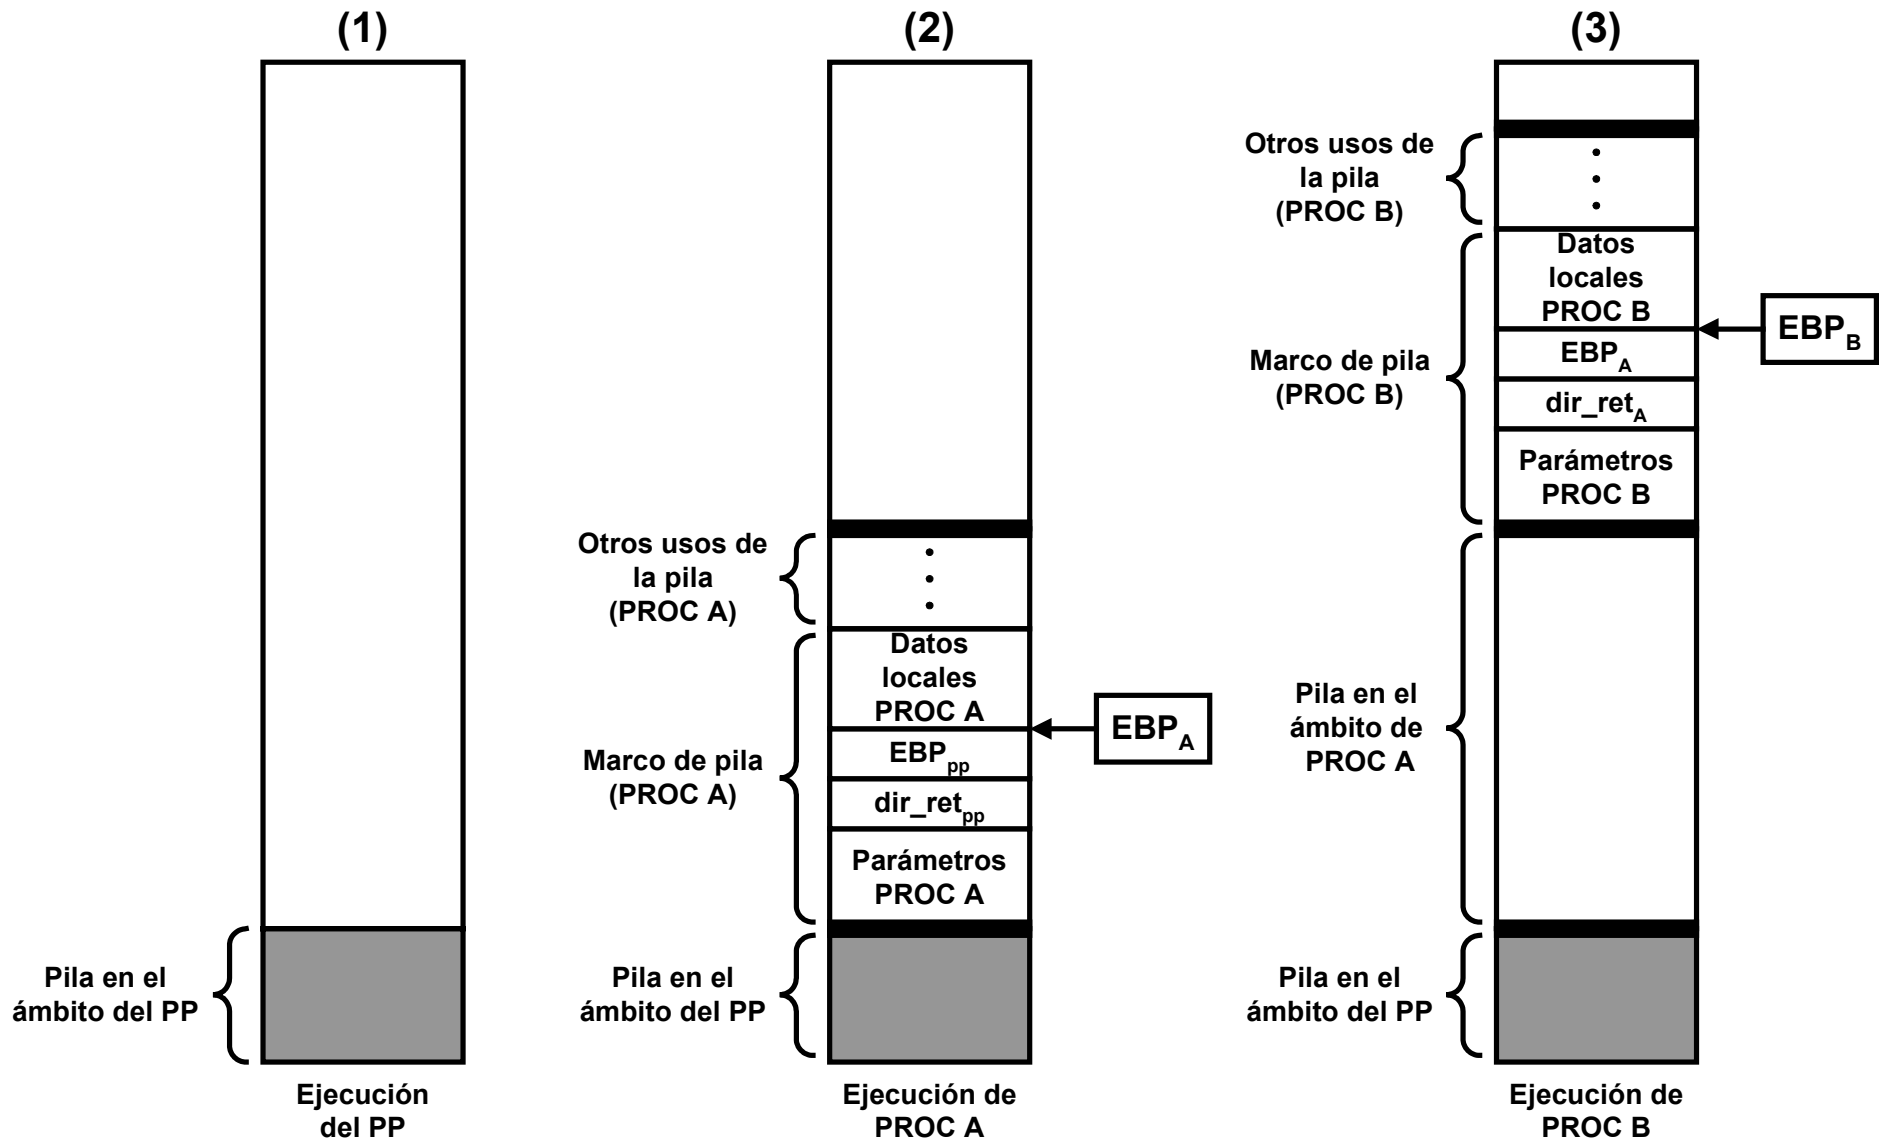 (1)
Pila en el
ámbito del PP
Ejecución
del PP
(2)
Otros usos de
la pila
(PROC A)
Marco de pila
(PROC A)
Pila en el
ámbito del PP
Datos
locales
PROC A
EBPpp
dir_retpp
Parámetros
PROC A
EBPA
Ejecución de
PROC A
(3)
Otros usos de
la pila
(PROC B)
Marco de pila
(PROC B)
Pila en el
ámbito de
PROC A
Pila en el
ámbito del PP
Datos
locales
PROC B
EBPA
dir_retA
Parámetros
PROC B
EBPB
Ejecución de
PROC B